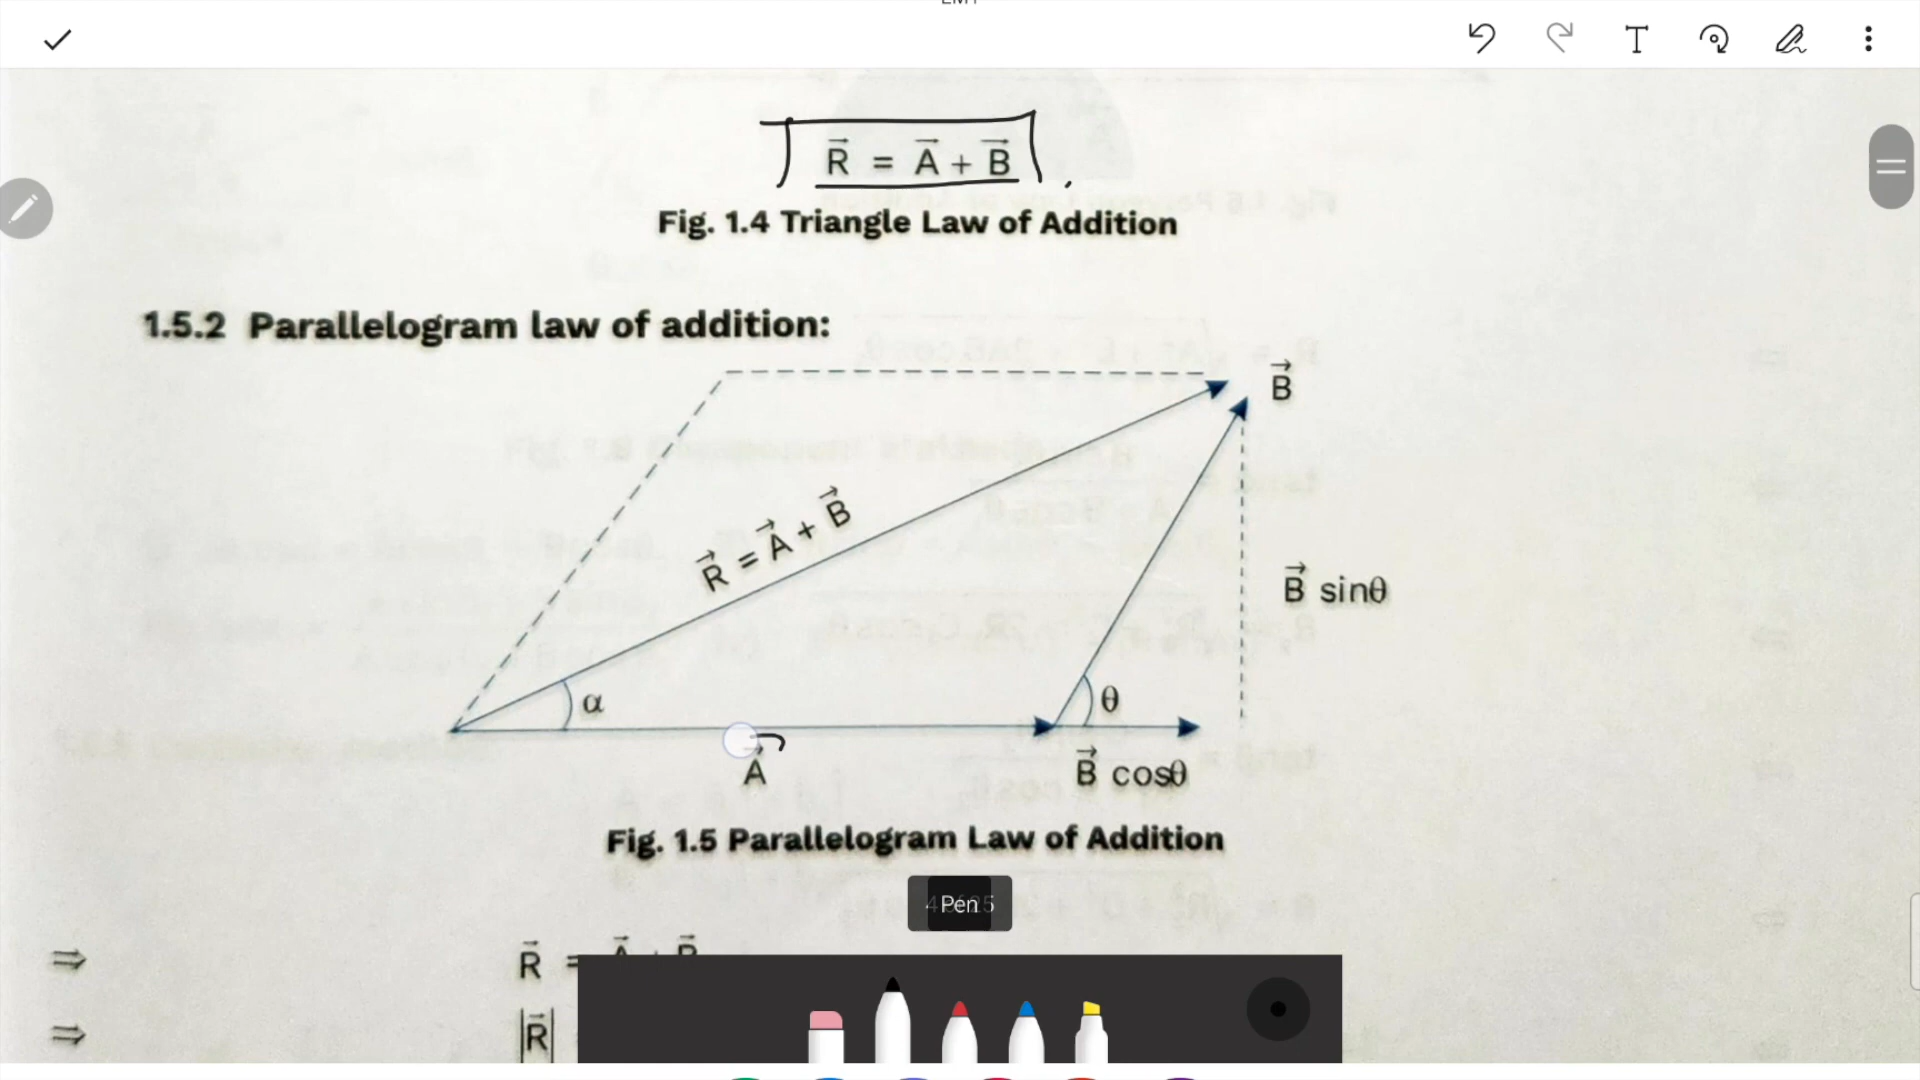 R⃗ = A⃗ + B⃗
Fig. 1.4 Triangle Law of Addition
1.5.2 Parallelogram law of addition:
B⃗
R⃗ = A⃗ + B⃗
B⃗ sinθ
α
θ
A⃗
B⃗ cosθ
Fig. 1.5 Parallelogram Law of Addition
Pen
⇒ R⃗ =
⇒ |R⃗|